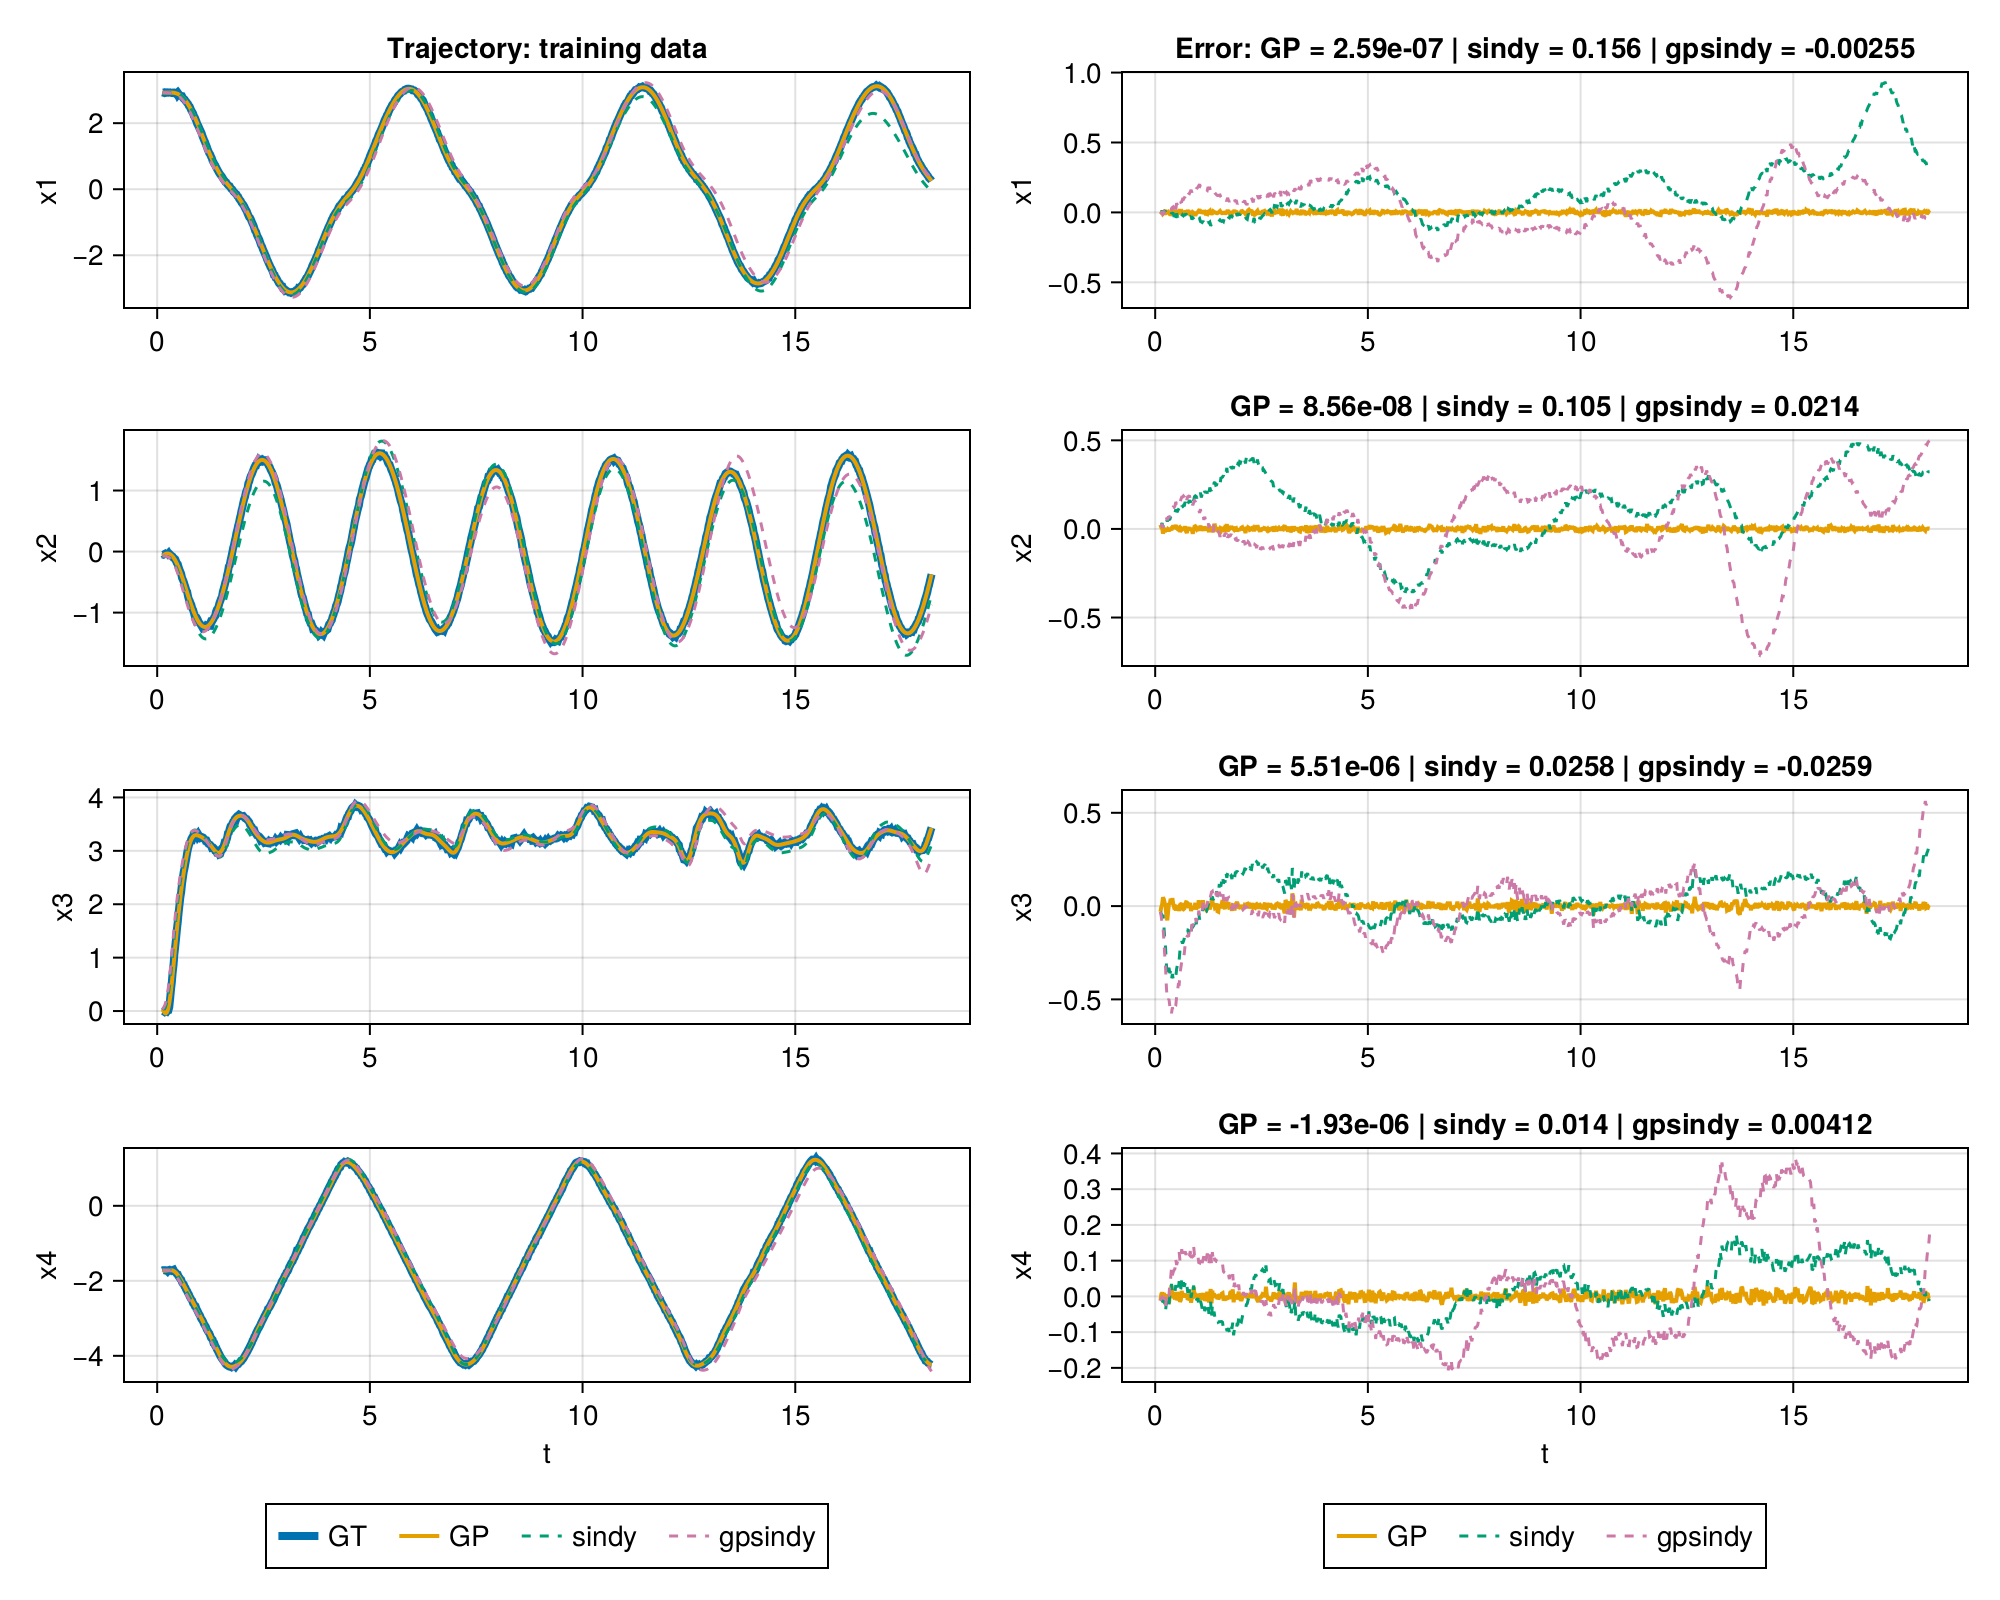 Trajectory: training data
x1
2
0
−2
0 5 10 15
Error: GP = 2.59e-07 | sindy = 0.156 | gpsindy = -0.00255
x1
1.0
0.5
0.0
−0.5
0 5 10 15
x2
1
0
−1
0 5 10 15
GP = 8.56e-08 | sindy = 0.105 | gpsindy = 0.0214
x2
0.5
0.0
−0.5
0 5 10 15
x3
4
3
2
1
0
0 5 10 15
GP = 5.51e-06 | sindy = 0.0258 | gpsindy = -0.0259
x3
0.5
0.0
−0.5
0 5 10 15
x4
0
−2
−4
0 5 10 15
t
GP = -1.93e-06 | sindy = 0.014 | gpsindy = 0.00412
x4
0.4
0.3
0.2
0.1
0.0
−0.1
−0.2
0 5 10 15
t
GT GP sindy gpsindy
GP sindy gpsindy